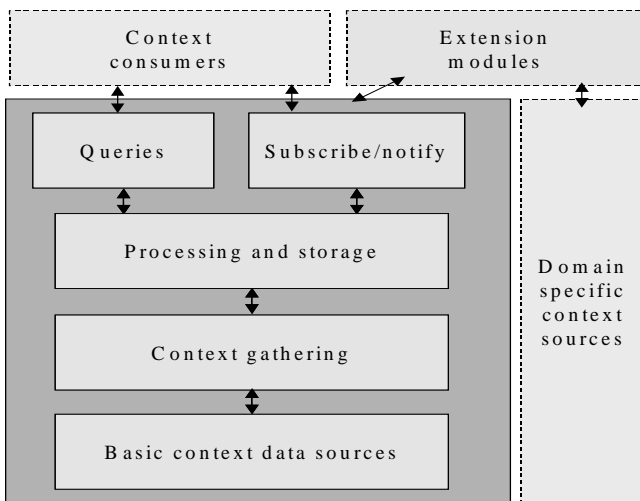 Context
consumers
Extension
modules
Queries
Subscribe/notify
Processing and storage
Context gathering
Basic context data sources
Domain
specific
context
sources